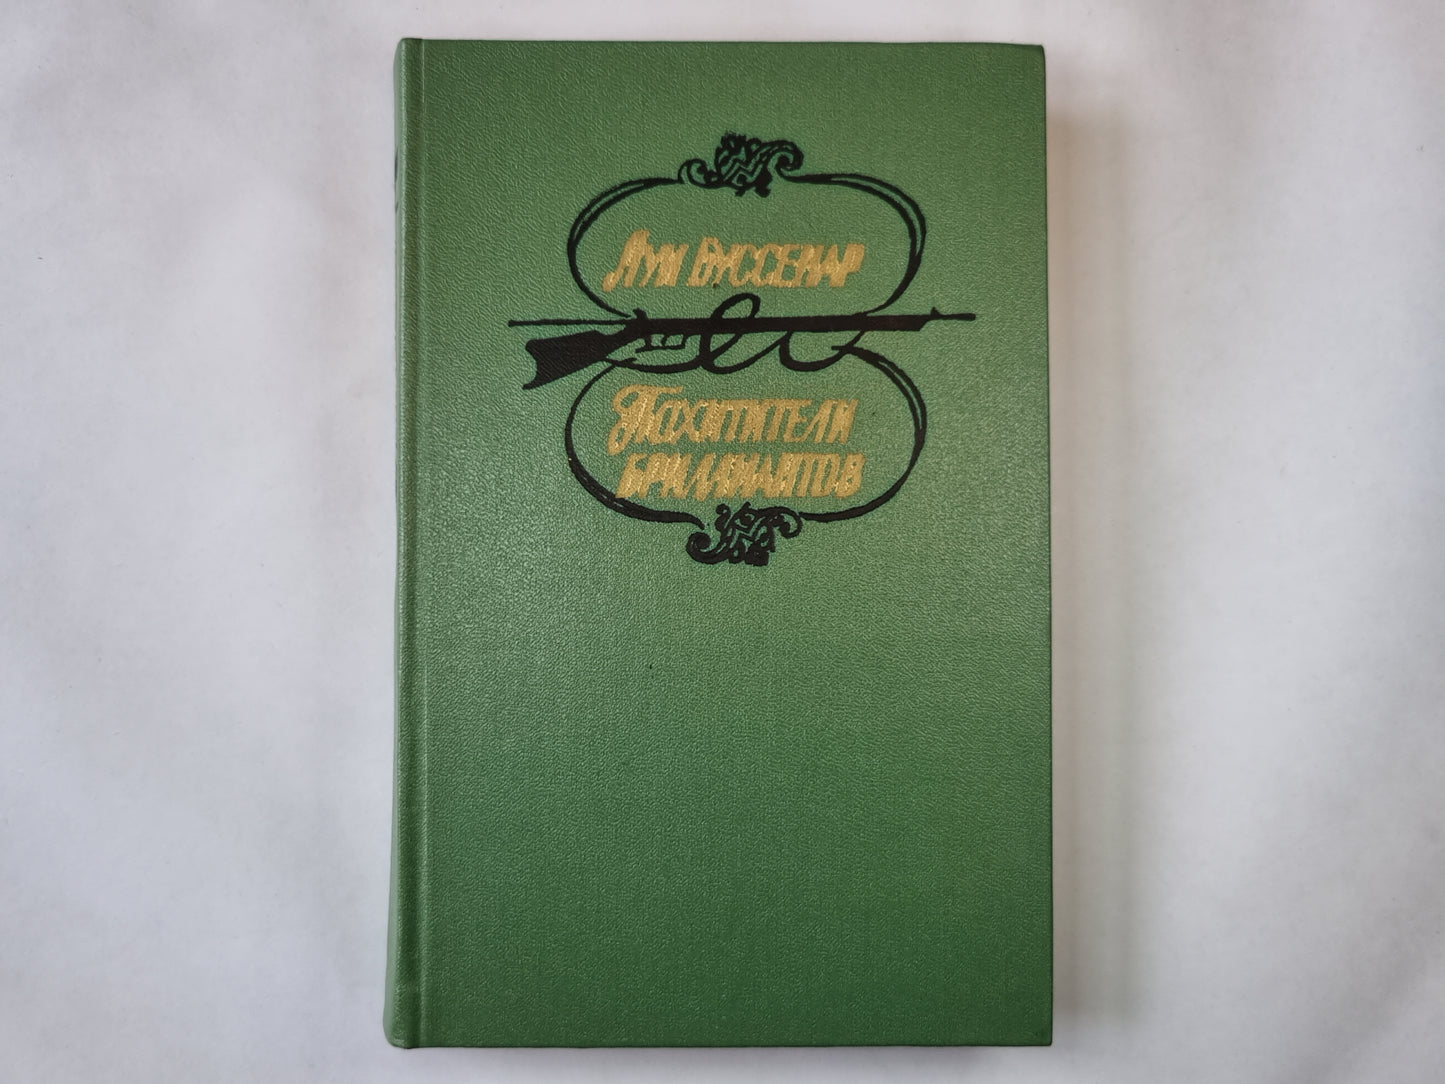 Луи Буссенар
Похитители
бриллиантов